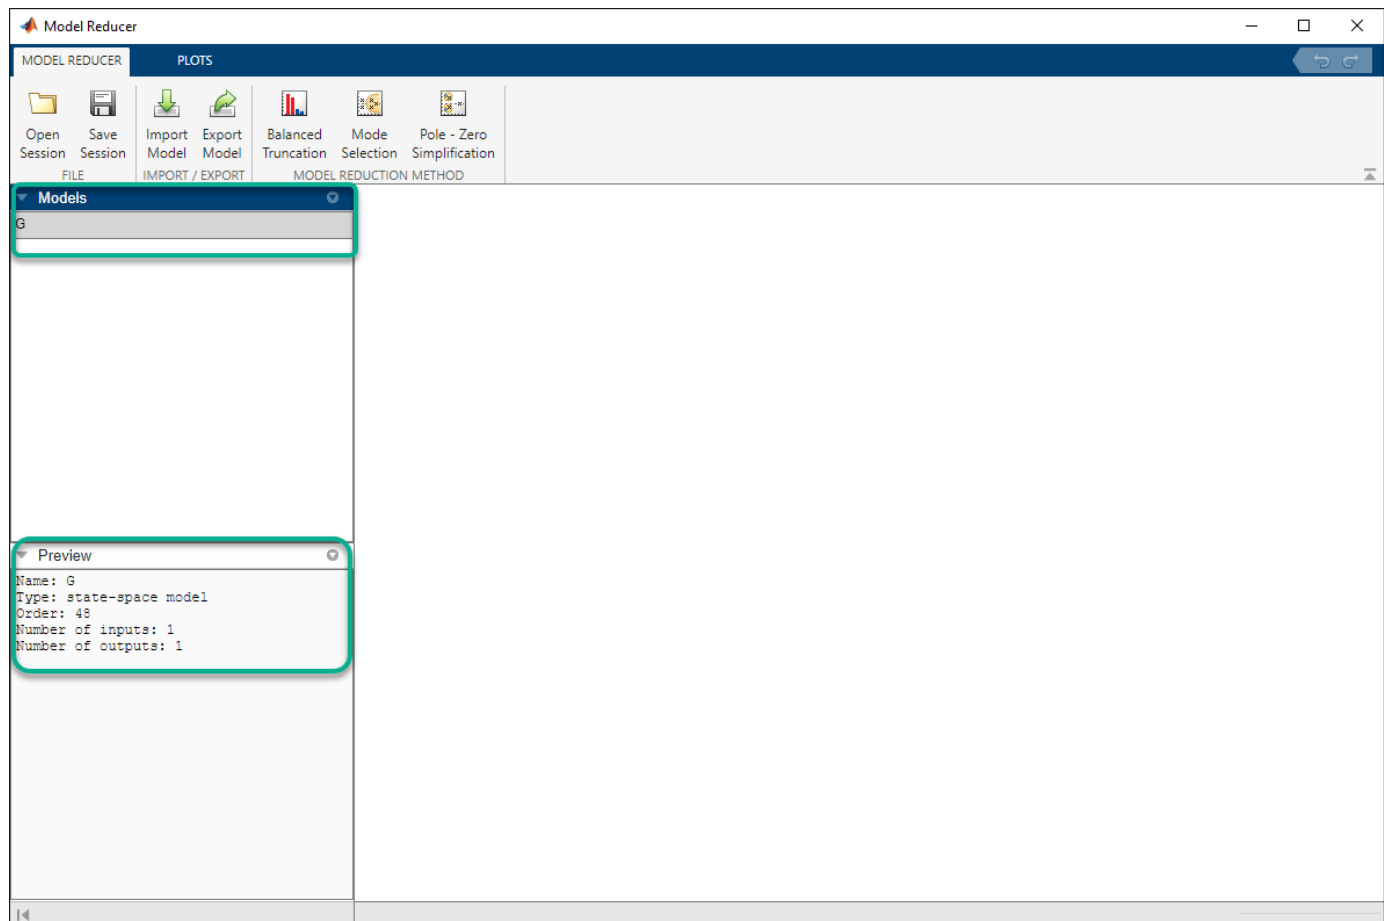 Model Reducer
MODEL REDUCER PLOTS
Open Session
Save Session
Import Model
Export Model
Balanced Truncation
Mode Selection
Pole - Zero Simplification
FILE
IMPORT / EXPORT
MODEL REDUCTION METHOD
Models
G
Preview
Name: G
Type: state-space model
Order: 48
Number of inputs: 1
Number of outputs: 1